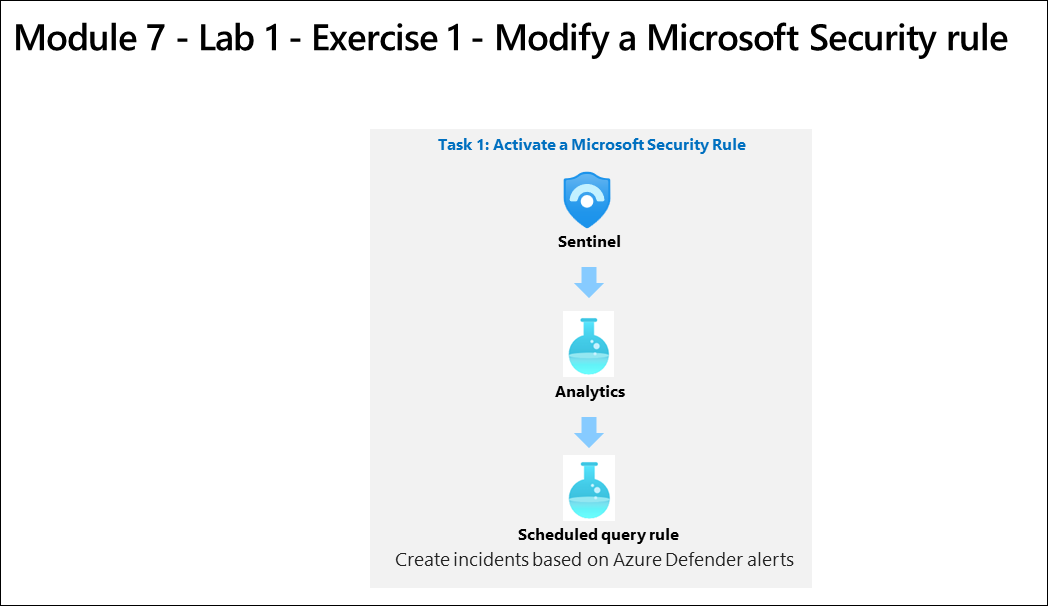 Module 7 - Lab 1 - Exercise 1 - Modify a Microsoft Security rule
Task 1: Activate a Microsoft Security Rule
Sentinel
Analytics
Scheduled query rule
Create incidents based on Azure Defender alerts